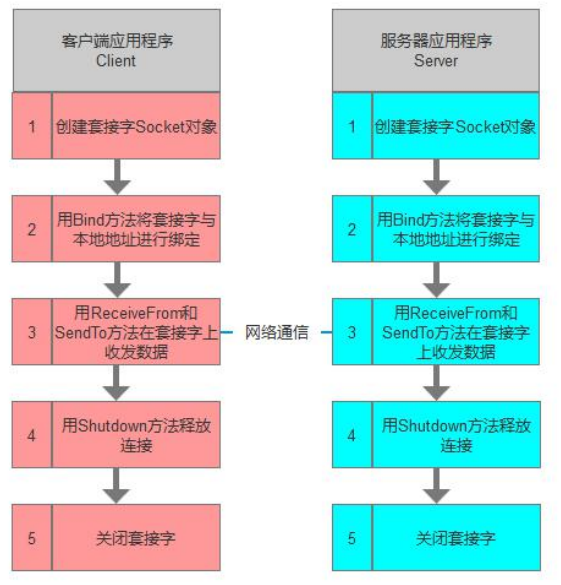 客户端应用程序
Client
1
创建套接字Socket对象
2
用Bind方法将套接字与
本地地址进行绑定
3
用ReceiveFrom和
SendTo方法在套接字上
收发数据
4
用Shutdown方法释放
连接
5
关闭套接字
网络通信
服务器应用程序
Server
1
创建套接字Socket对象
2
用Bind方法将套接字与
本地地址进行绑定
3
用ReceiveFrom和
SendTo方法在套接字
上收发数据
4
用Shutdown方法释放
连接
5
关闭套接字